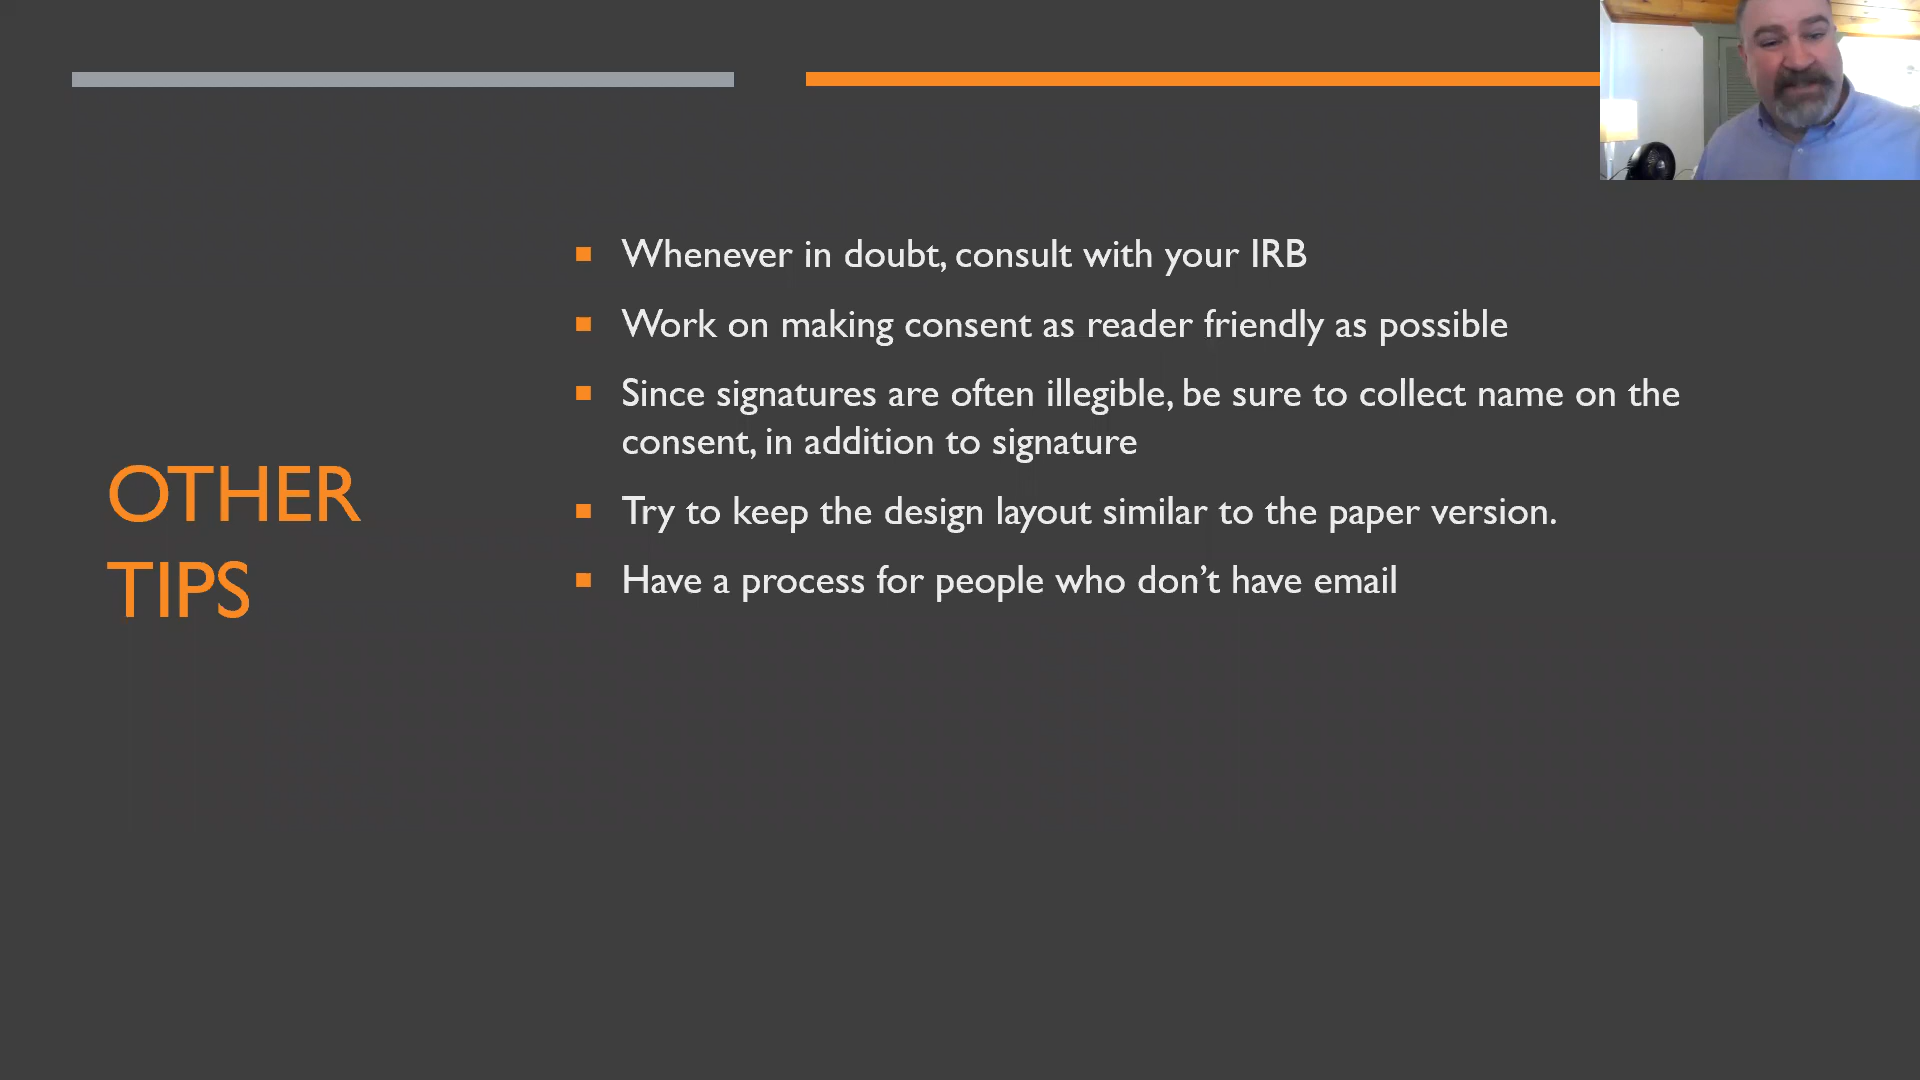 OTHER
TIPS
Whenever in doubt, consult with your IRB
Work on making consent as reader friendly as possible
Since signatures are often illegible, be sure to collect name on the
consent, in addition to signature
Try to keep the design layout similar to the paper version.
Have a process for people who don’t have email